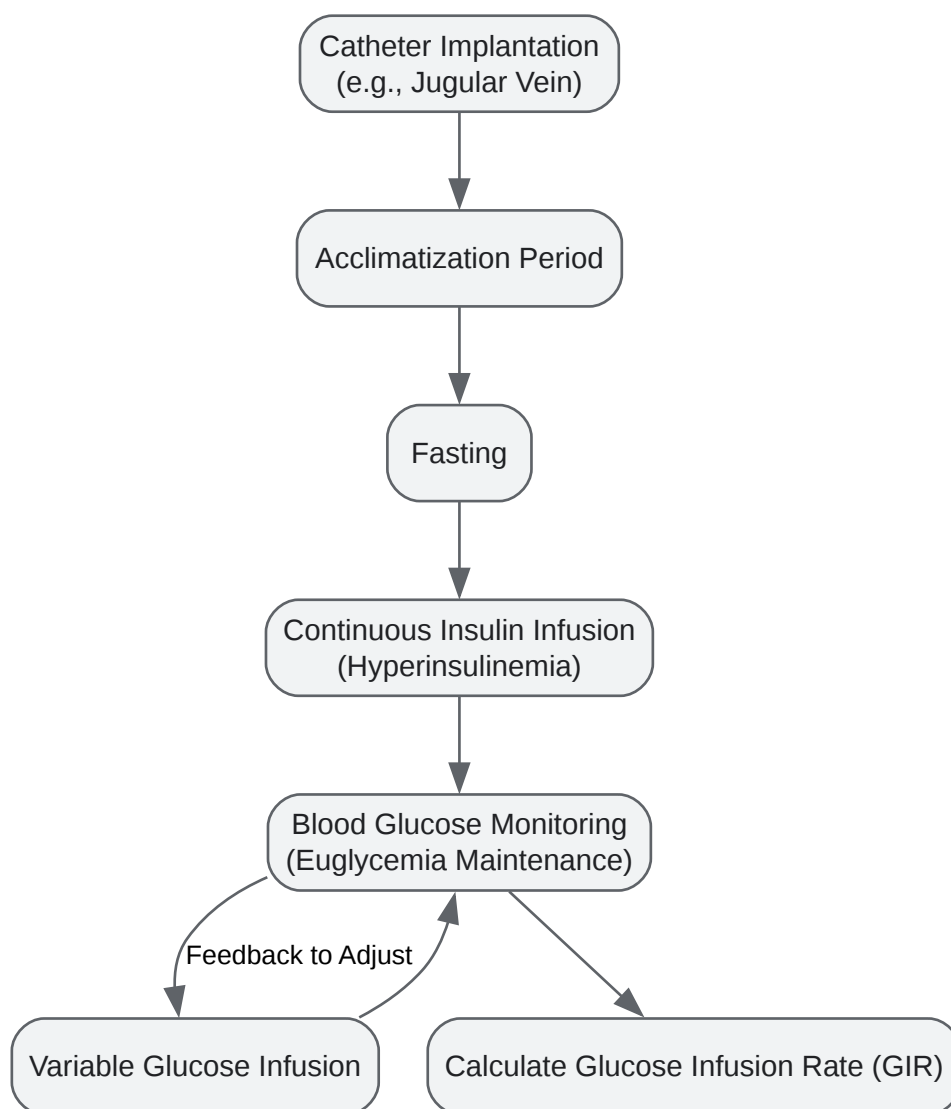 Catheter Implantation
(e.g., Jugular Vein)
Acclimatization Period
Fasting
Continuous Insulin Infusion
(Hyperinsulinemia)
Blood Glucose Monitoring
(Euglycemia Maintenance)
Feedback to Adjust
Variable Glucose Infusion
Calculate Glucose Infusion Rate (GIR)